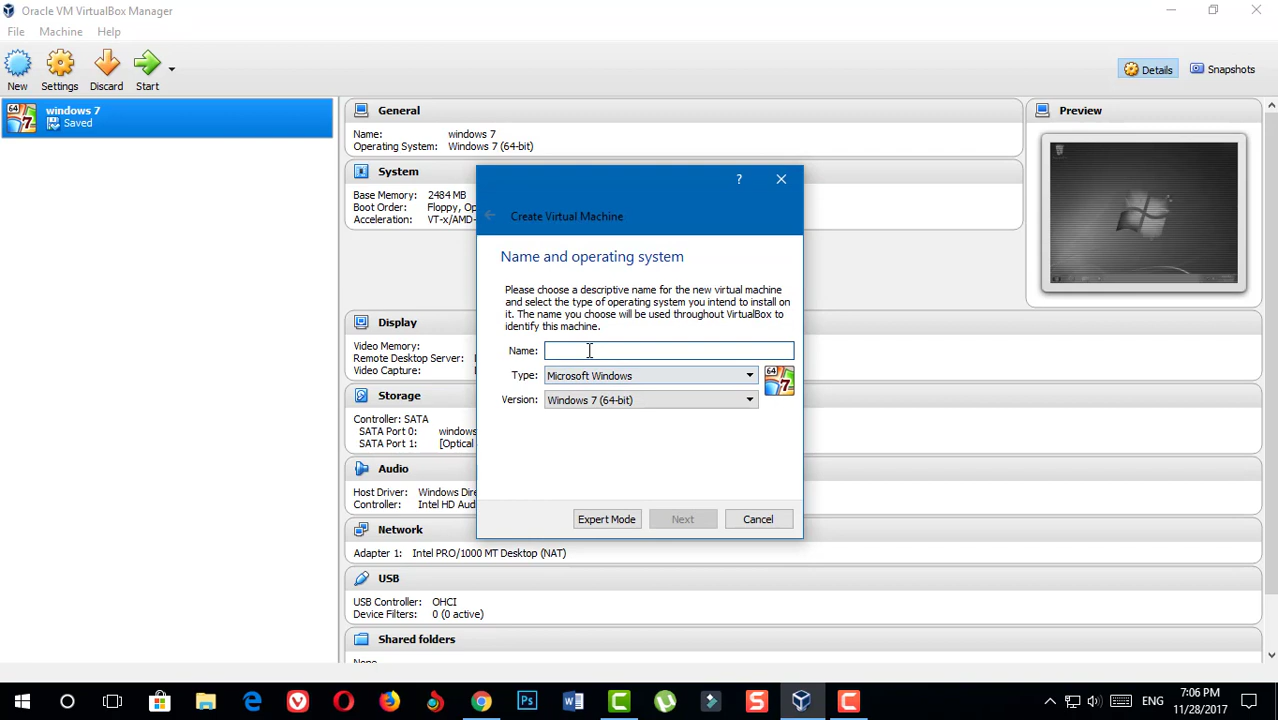 Oracle VM VirtualBox Manager
File Machine Help
New Settings Discard Start
Details Snapshots
64 7 windows 7
Saved
General
Name: windows 7
Operating System: Windows 7 (64-bit)
System
Base Memory: 2484 MB
Boot Order: Floppy, Op
Acceleration: VT-x/AMD-
Preview
Display
Video Memory:
Remote Desktop Server:
Video Capture:
Storage
Controller: SATA
SATA Port 0: windows
SATA Port 1: [Optical
Audio
Host Driver: Windows Dire
Controller: Intel HD Aud
Network
Adapter 1: Intel PRO/1000 MT Desktop (NAT)
USB
USB Controller: OHCI
Device Filters: 0 (0 active)
Shared folders
None
?
Create Virtual Machine
Name and operating system
Please choose a descriptive name for the new virtual machine
and select the type of operating system you intend to install on
it. The name you choose will be used throughout VirtualBox to
identify this machine.
Name:
Type: Microsoft Windows
Version: Windows 7 (64-bit)
64 7
Expert Mode Next Cancel
Ps
ENG
7:06 PM
11/28/2017